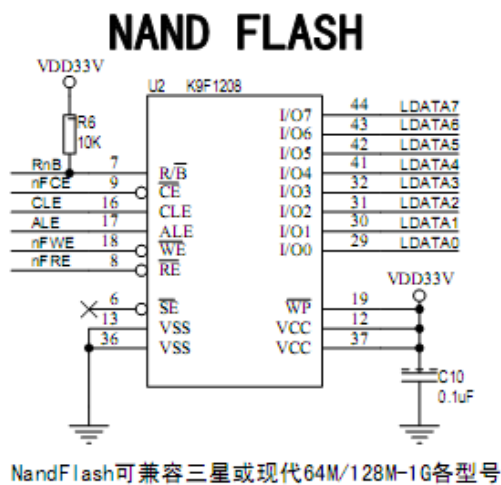 NAND FLASH
VDD33V
U2 K9F1208
R6
10K
RnB 7 R/B
nFCE 9 CE
CLE 16 CLE
ALE 17 ALE
nFWE 18 WE
nFRE 8 RE
6 SE
13 VSS
36 VSS
I/O7 44 LDATA7
I/O6 43 LDATA6
I/O5 42 LDATA5
I/O4 41 LDATA4
I/O3 32 LDATA3
I/O2 31 LDATA2
I/O1 30 LDATA1
I/O0 29 LDATA0
VDD33V
WP 19
VCC 12
VCC 37
C10
0.1uF
NandFlash可兼容三星或现代64M/128M-1G各型号